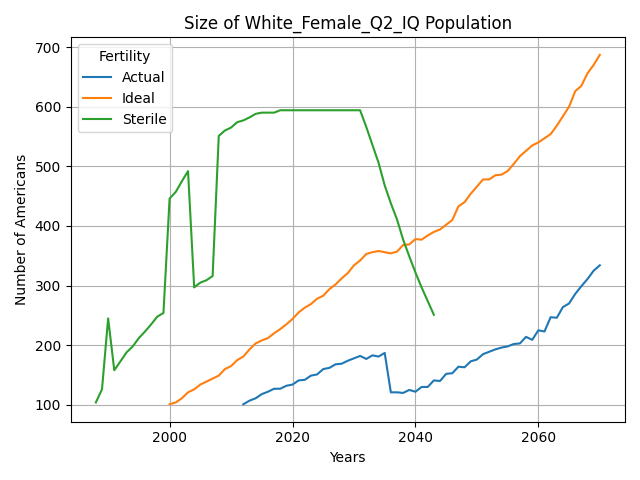 Size of White_Female_Q2_IQ Population
Fertility
Actual
Ideal
Sterile
Number of Americans
700
600
500
400
300
200
100
2000
2020
2040
2060
Years